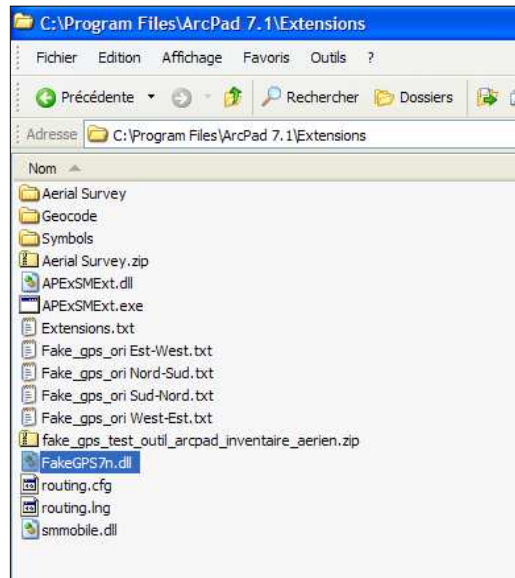 C:\Program Files\ArcPad 7.1\Extensions
Fichier Edition Affichage Favoris Outils ?
Précédente Rechercher Dossiers
Adresse C:\Program Files\ArcPad 7.1\Extensions
Nom
Aerial Survey
Geocode
Symbols
Aerial Survey.zip
APExSMExt.dll
APExSMExt.exe
Extensions.txt
Fake_gps_ori Est-West.txt
Fake_gps_ori Nord-Sud.txt
Fake_gps_ori Sud-Nord.txt
Fake_gps_ori West-Est.txt
fake_gps_test_outil_arcpad_inventaire_aerien.zip
FakeGPS7n.dll
routing.cfg
routing.lng
smmobile.dll